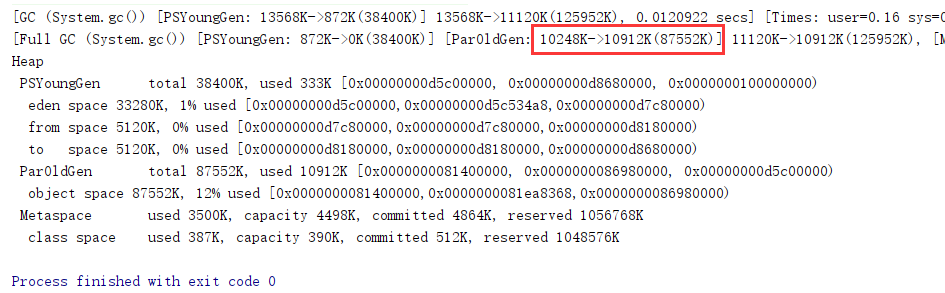 [GC (System.gc()) [PSYoungGen: 13568K->872K(38400K)] 13568K->11120K(125952K), 0.0120922 secs] [Times: user=0.16 sys=0
[Full GC (System.gc()) [PSYoungGen: 872K->0K(38400K)] [ParOldGen: 10248K->10912K(87552K)] 11120K->10912K(125952K), [M
Heap
PSYoungGen total 38400K, used 333K [0x00000000d5c00000, 0x00000000d8680000, 0x0000000100000000)
eden space 33280K, 1% used [0x00000000d5c00000,0x00000000d5c534a8,0x00000000d7c80000)
from space 5120K, 0% used [0x00000000d7c80000,0x00000000d7c80000,0x00000000d8180000)
to space 5120K, 0% used [0x00000000d8180000,0x00000000d8180000,0x00000000d8680000)
ParOldGen total 87552K, used 10912K [0x0000000081400000, 0x0000000086980000, 0x00000000d5c00000)
object space 87552K, 12% used [0x0000000081400000,0x0000000081ea8368,0x0000000086980000)
Metaspace used 3500K, capacity 4498K, committed 4864K, reserved 1056768K
class space used 387K, capacity 390K, committed 512K, reserved 1048576K
Process finished with exit code 0